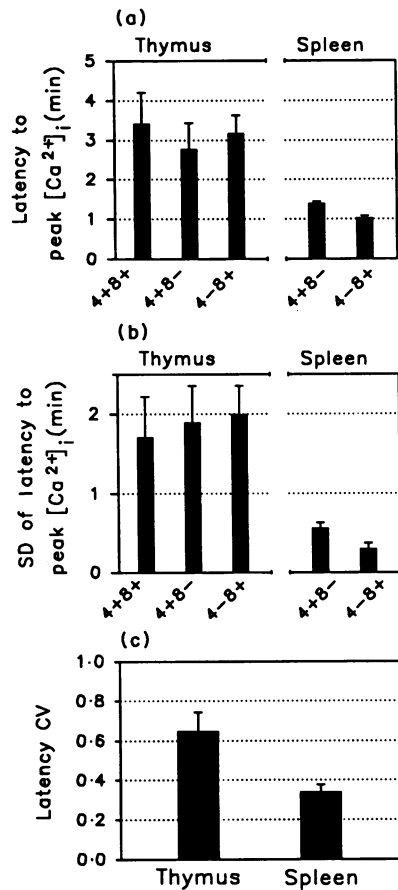 (a)
Thymus Spleen
Latency to
peak [Ca²⁺]ᵢ(min)
5
4
3
2
1
0
4+8+ 4+8− 4−8+ 4+8− 4−8+
(b)
Thymus Spleen
SD of latency to
peak [Ca²⁺]ᵢ(min)
2
1
0
4+8+ 4+8− 4−8+ 4+8− 4−8+
(c)
Latency CV
1·0
0·8
0·6
0·4
0·2
0·0
Thymus Spleen